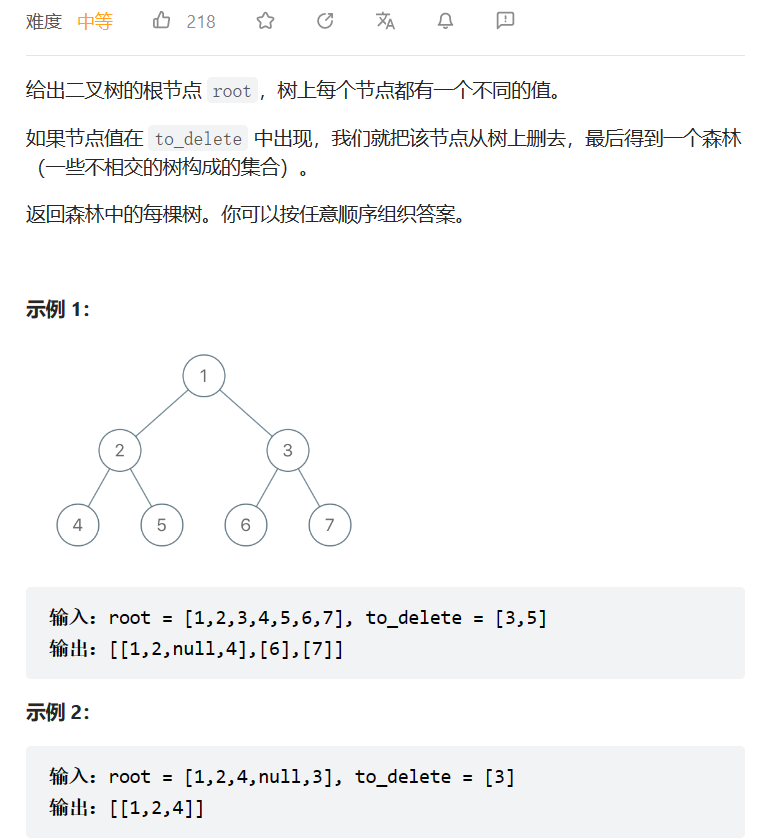 难度 中等 218
给出二叉树的根节点 root，树上每个节点都有一个不同的值。
如果节点值在 to_delete 中出现，我们就把该节点从树上删去，最后得到一个森林
（一些不相交的树构成的集合）。
返回森林中的每棵树。你可以按任意顺序组织答案。
示例 1：
1
2 3
4 5 6 7
输入：root = [1,2,3,4,5,6,7], to_delete = [3,5]
输出：[[1,2,null,4],[6],[7]]
示例 2：
输入：root = [1,2,4,null,3], to_delete = [3]
输出：[[1,2,4]]